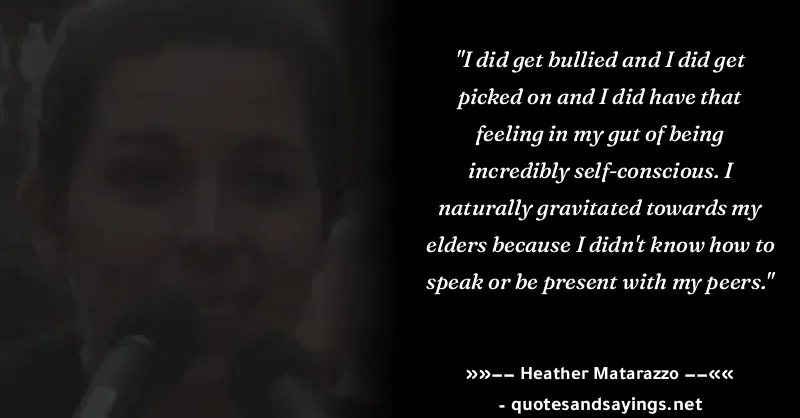 "I did get bullied and I did get
picked on and I did have that
feeling in my gut of being
incredibly self-conscious. I
naturally gravitated towards my
elders because I didn't know how to
speak or be present with my peers."
»»–– Heather Matarazzo ––««
- quotesandsayings.net